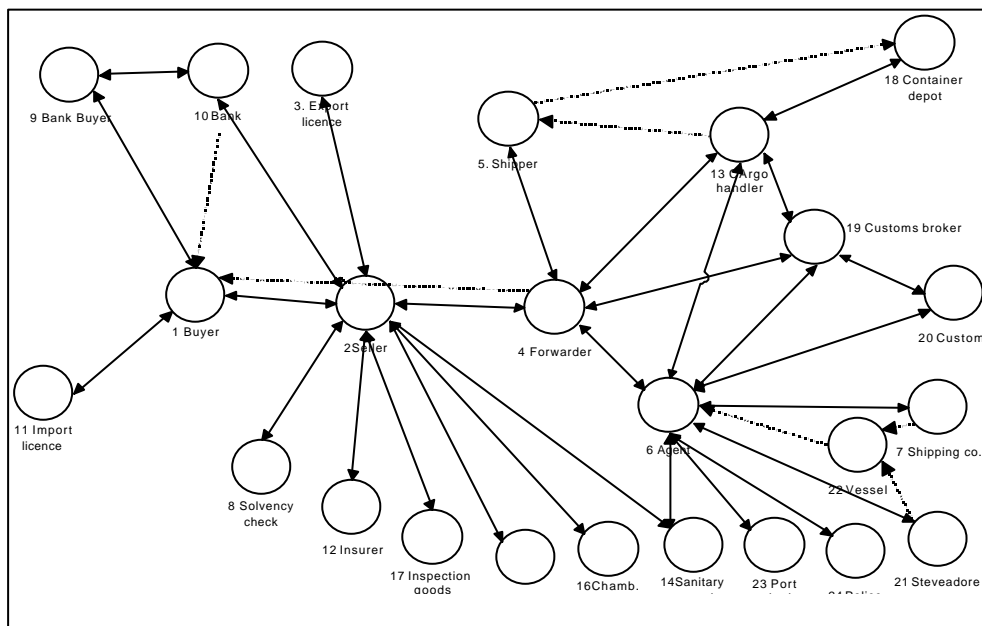 18 Container
depot
9 Bank Buyer
10 Bank
3. Export
licence
5. Shipper
13 CArgo
handler
19 Customs broker
1 Buyer
2Seller
4 Forwarder
20 Custom
11 Import
licence
6 Agent
7 Shipping co.
22 Vessel
8 Solvency
check
12 Insurer
17 Inspection
goods
16Chamb.
14Sanitary
23 Port
21 Steveadore